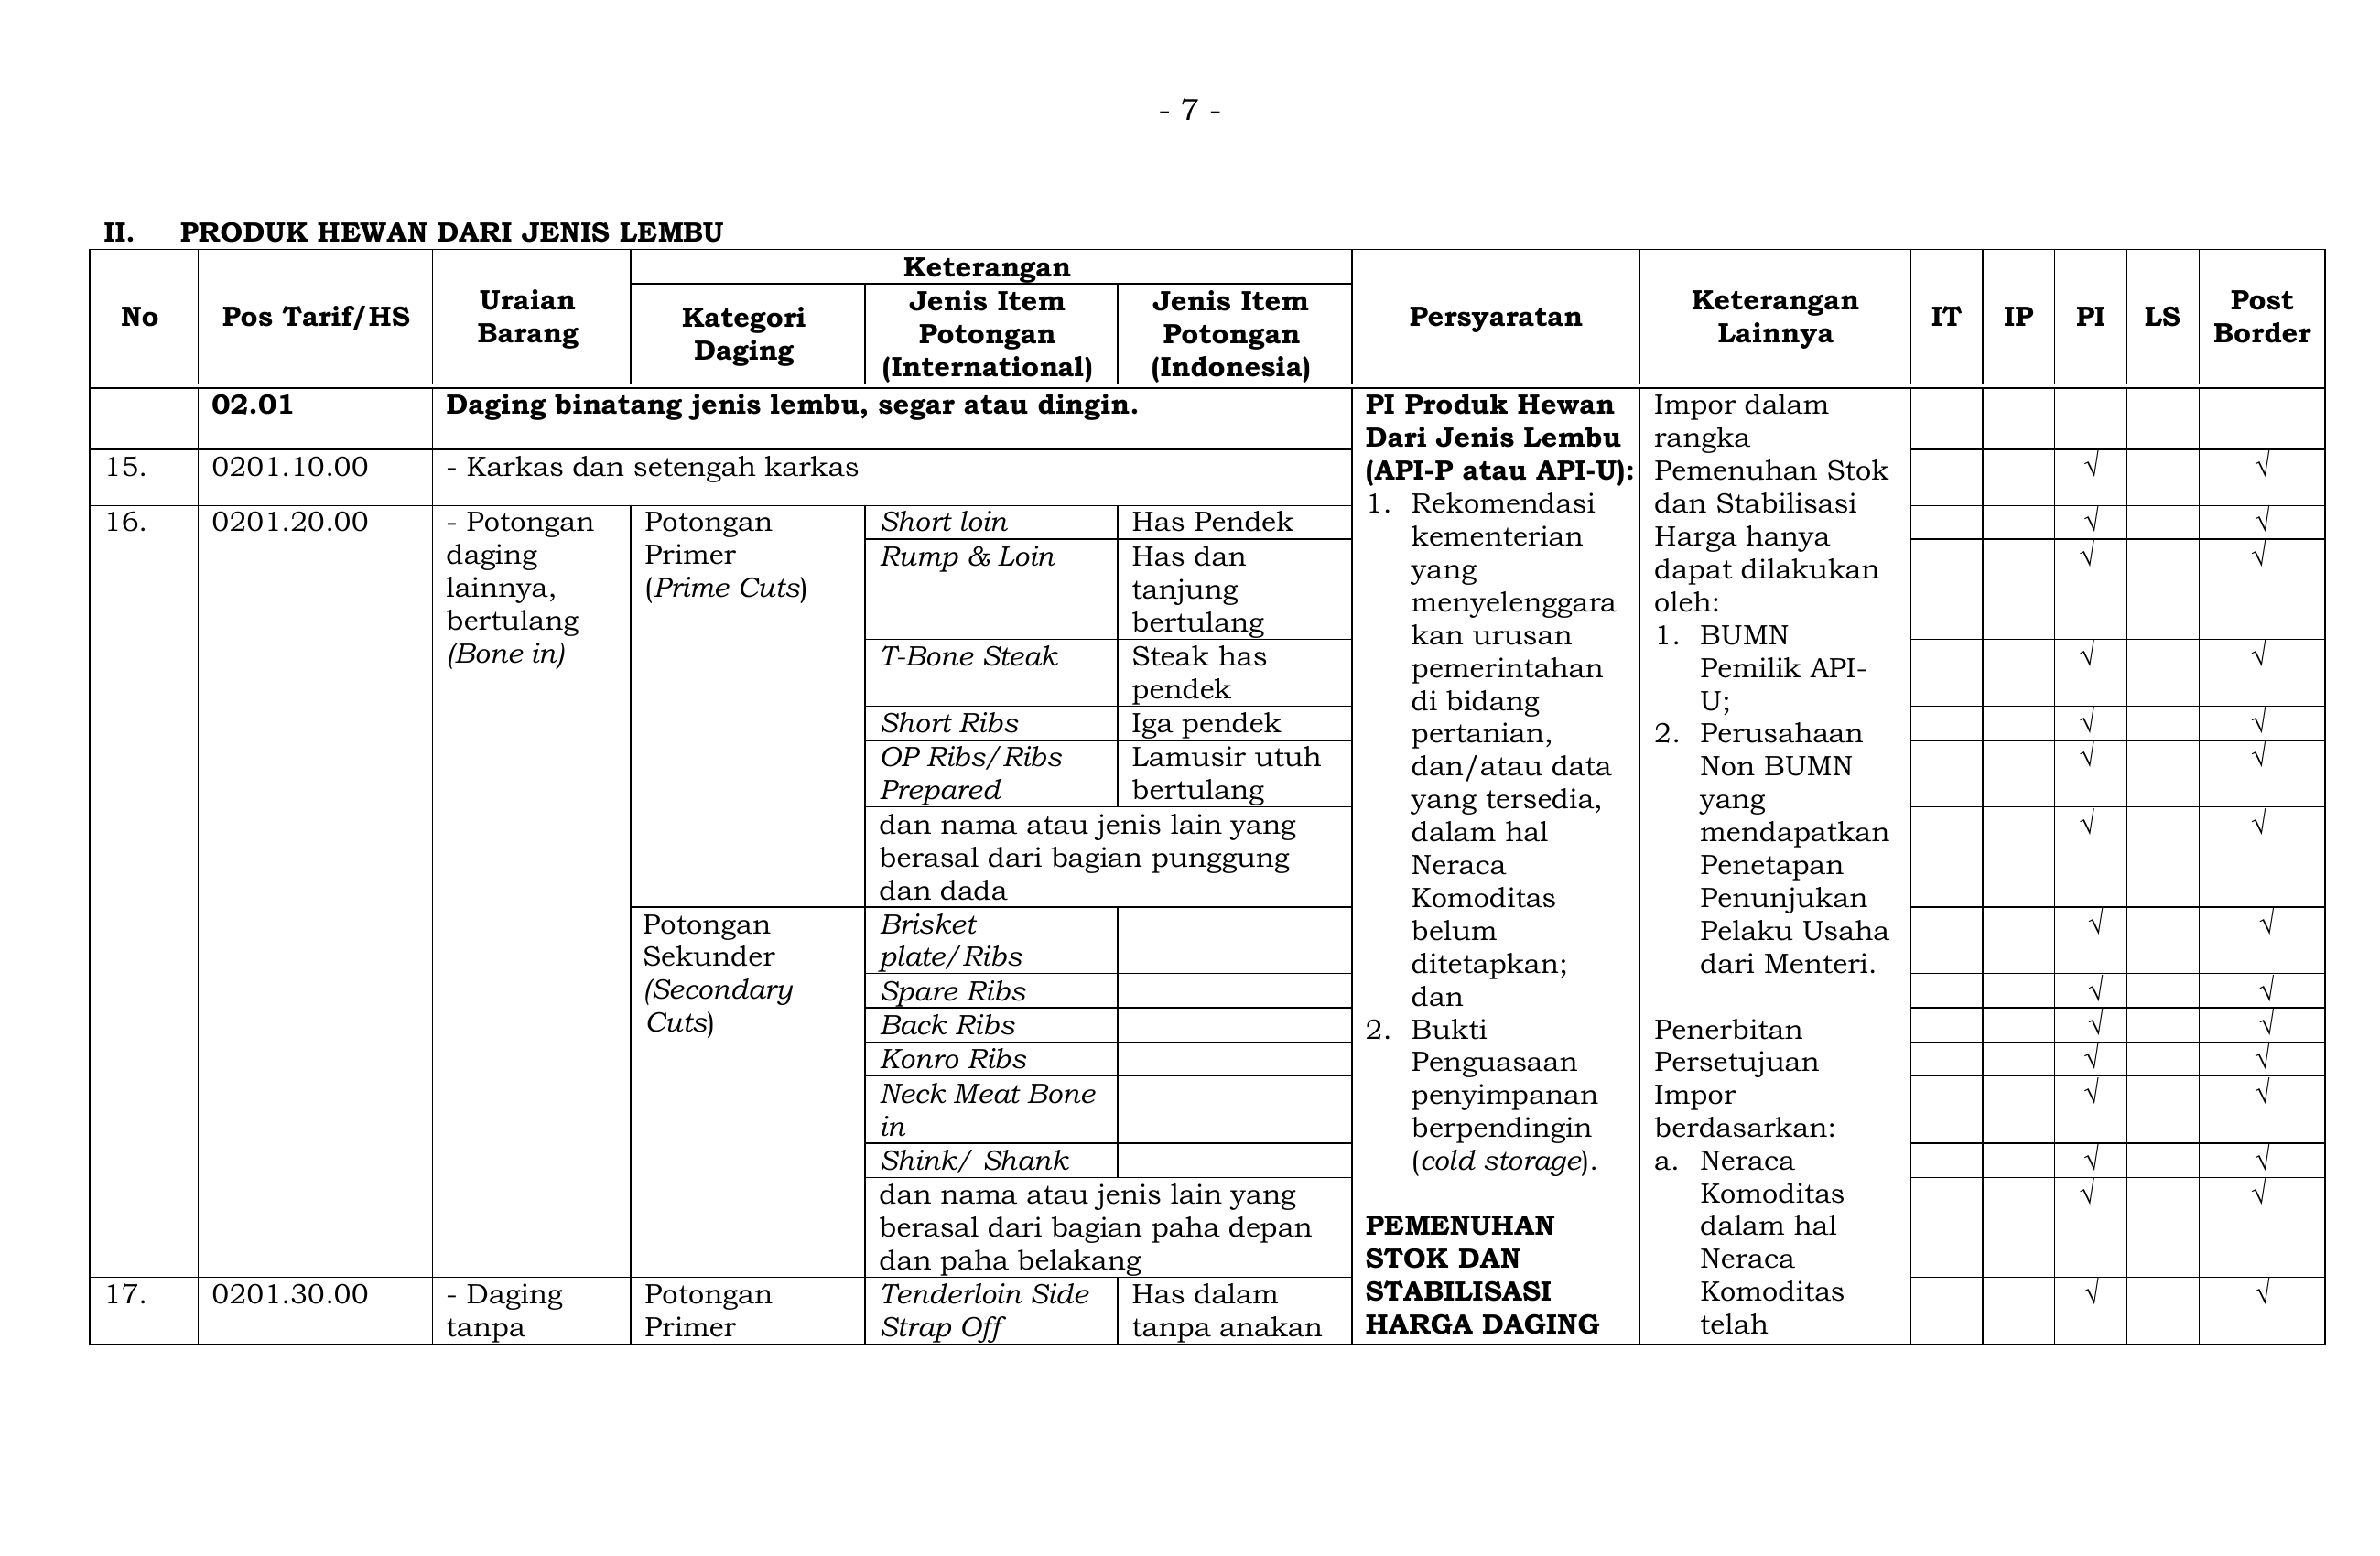 - 7 -
II. PRODUK HEWAN DARI JENIS LEMBU
No
Pos Tarif/HS
Uraian
Barang
Keterangan
Kategori
Daging
Jenis Item
Potongan
(International)
Jenis Item
Potongan
(Indonesia)
Persyaratan
Keterangan
Lainnya
IT
IP
PI
LS
Post
Border
02.01
Daging binatang jenis lembu, segar atau dingin.
15.
0201.10.00
- Karkas dan setengah karkas
√
√
16.
0201.20.00
- Potongan
daging
lainnya,
bertulang
(Bone in)
Potongan
Primer
(Prime Cuts)
Short loin
Has Pendek
√
√
Rump & Loin
Has dan
tanjung
bertulang
√
√
T-Bone Steak
Steak has
pendek
√
√
Short Ribs
Iga pendek
√
√
OP Ribs/Ribs
Prepared
Lamusir utuh
bertulang
√
√
dan nama atau jenis lain yang
berasal dari bagian punggung
dan dada
√
√
Potongan
Sekunder
(Secondary
Cuts)
Brisket
plate/Ribs
√
√
Spare Ribs
√
√
Back Ribs
√
√
Konro Ribs
√
√
Neck Meat Bone
in
√
√
Shink/ Shank
√
√
dan nama atau jenis lain yang
berasal dari bagian paha depan
dan paha belakang
√
√
17.
0201.30.00
- Daging
tanpa
Potongan
Primer
Tenderloin Side
Strap Off
Has dalam
tanpa anakan
√
√
PI Produk Hewan
Dari Jenis Lembu
(API-P atau API-U):
1. Rekomendasi
kementerian
yang
menyelenggara
kan urusan
pemerintahan
di bidang
pertanian,
dan/atau data
yang tersedia,
dalam hal
Neraca
Komoditas
belum
ditetapkan;
dan
2. Bukti
Penguasaan
penyimpanan
berpendingin
(cold storage).
PEMENUHAN
STOK DAN
STABILISASI
HARGA DAGING
Impor dalam
rangka
Pemenuhan Stok
dan Stabilisasi
Harga hanya
dapat dilakukan
oleh:
1. BUMN
Pemilik API-
U;
2. Perusahaan
Non BUMN
yang
mendapatkan
Penetapan
Penunjukan
Pelaku Usaha
dari Menteri.
Penerbitan
Persetujuan
Impor
berdasarkan:
a. Neraca
Komoditas
dalam hal
Neraca
Komoditas
telah